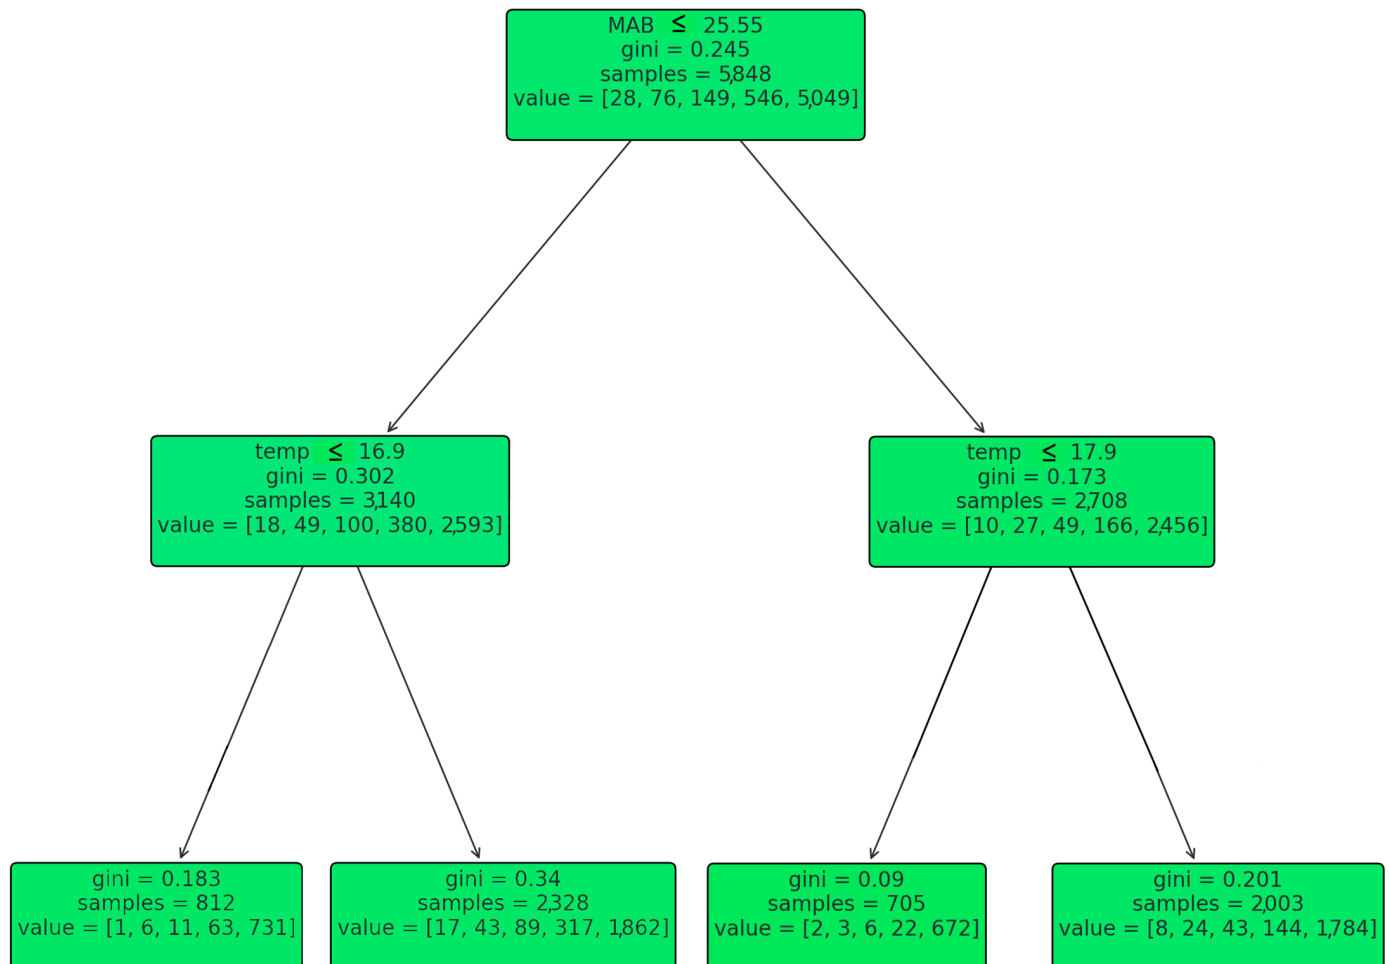 MAB ≤ 25.55
gini = 0.245
samples = 5,848
value = [28, 76, 149, 546, 5,049]
temp ≤ 16.9
gini = 0.302
samples = 3,140
value = [18, 49, 100, 380, 2,593]
temp ≤ 17.9
gini = 0.173
samples = 2,708
value = [10, 27, 49, 166, 2,456]
gini = 0.183
samples = 812
value = [1, 6, 11, 63, 731]
gini = 0.34
samples = 2,328
value = [17, 43, 89, 317, 1,862]
gini = 0.09
samples = 705
value = [2, 3, 6, 22, 672]
gini = 0.201
samples = 2,003
value = [8, 24, 43, 144, 1,784]